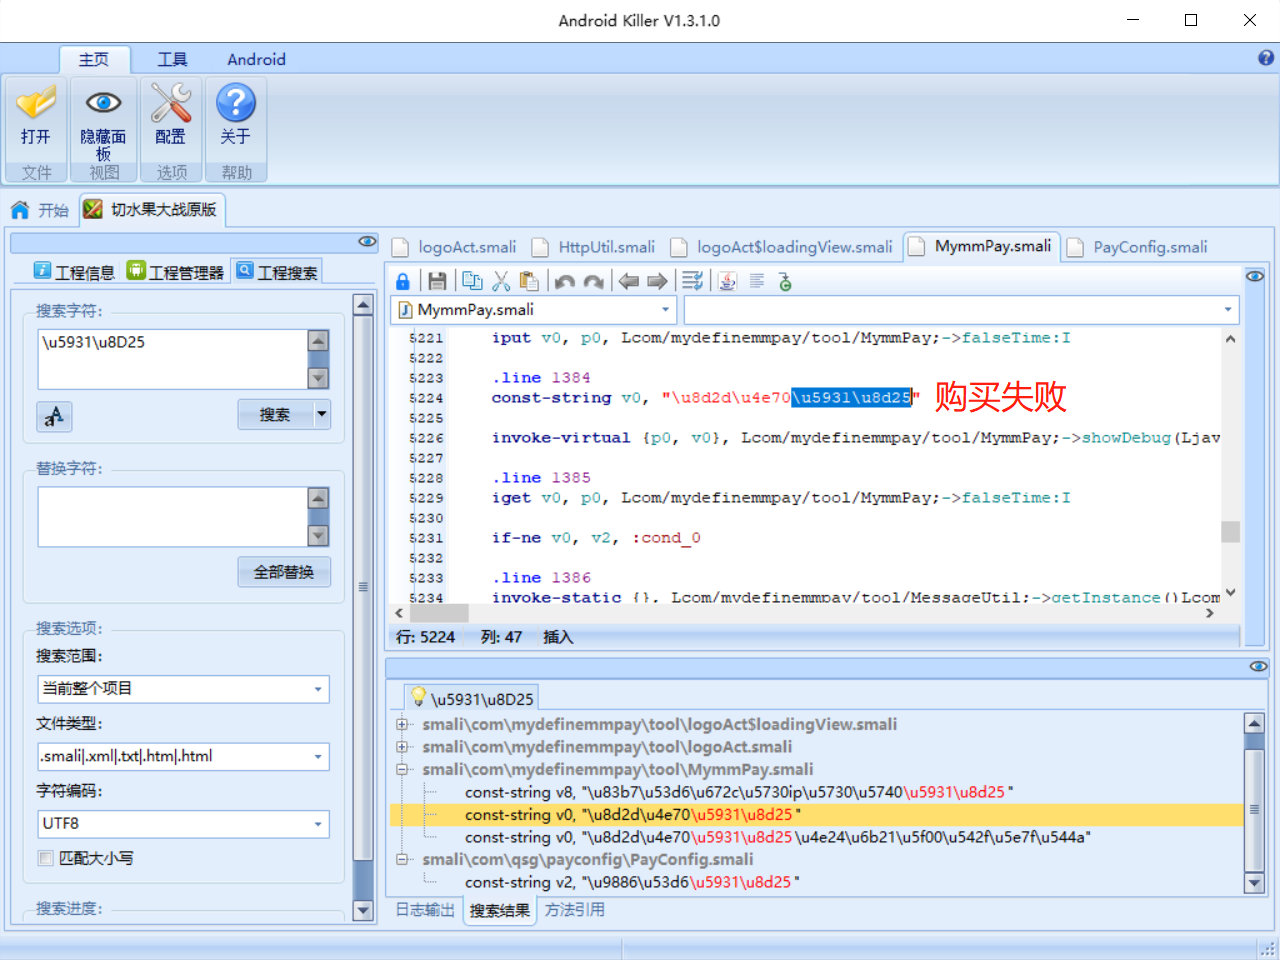 Android Killer V1.3.1.0
主页 工具 Android
打开 隐藏面板 配置 关于
文件 视图 选项 帮助
开始 切水果大战原版
工程信息 工程管理器 工程搜索
搜索字符:
\u5931\u8D25
搜索
替换字符:
全部替换
搜索选项:
搜索范围:
当前整个项目
文件类型:
.smali|.xml|.txt|.htm|.html
字符编码:
UTF8
匹配大小写
搜索进度:
logoAct.smali HttpUtil.smali logoAct$loadingView.smali MymmPay.smali PayConfig.smali
MymmPay.smali
5221 iput v0, p0, Lcom/mydefinemmpay/tool/MymmPay;->falseTime:I
5222
5223 .line 1384
5224 const-string v0, "\u8d2d\u4e70\u5931\u8d25" 购买失败
5225
5226 invoke-virtual {p0, v0}, Lcom/mydefinemmpay/tool/MymmPay;->showDebug(Ljav
5227
5228 .line 1385
5229 iget v0, p0, Lcom/mydefinemmpay/tool/MymmPay;->falseTime:I
5230
5231 if-ne v0, v2, :cond_0
5232
5233 .line 1386
5234 invoke-static {}, Lcom/mydefinemmpay/tool/MessageUtil;->getInstance()Lcom
行: 5224 列: 47 插入
\u5931\u8D25
smali\com\mydefinemmpay\tool\logoAct$loadingView.smali
smali\com\mydefinemmpay\tool\logoAct.smali
smali\com\mydefinemmpay\tool\MymmPay.smali
const-string v8, "\u83b7\u53d6\u672c\u5730ip\u5730\u5740\u5931\u8d25"
const-string v0, "\u8d2d\u4e70\u5931\u8d25"
const-string v0, "\u8d2d\u4e70\u5931\u8d25\u4e24\u6b21\u5f00\u542f\u5e7f\u544a"
smali\com\qsg\payconfig\PayConfig.smali
const-string v2, "\u9886\u53d6\u5931\u8d25"
日志输出 搜索结果 方法引用